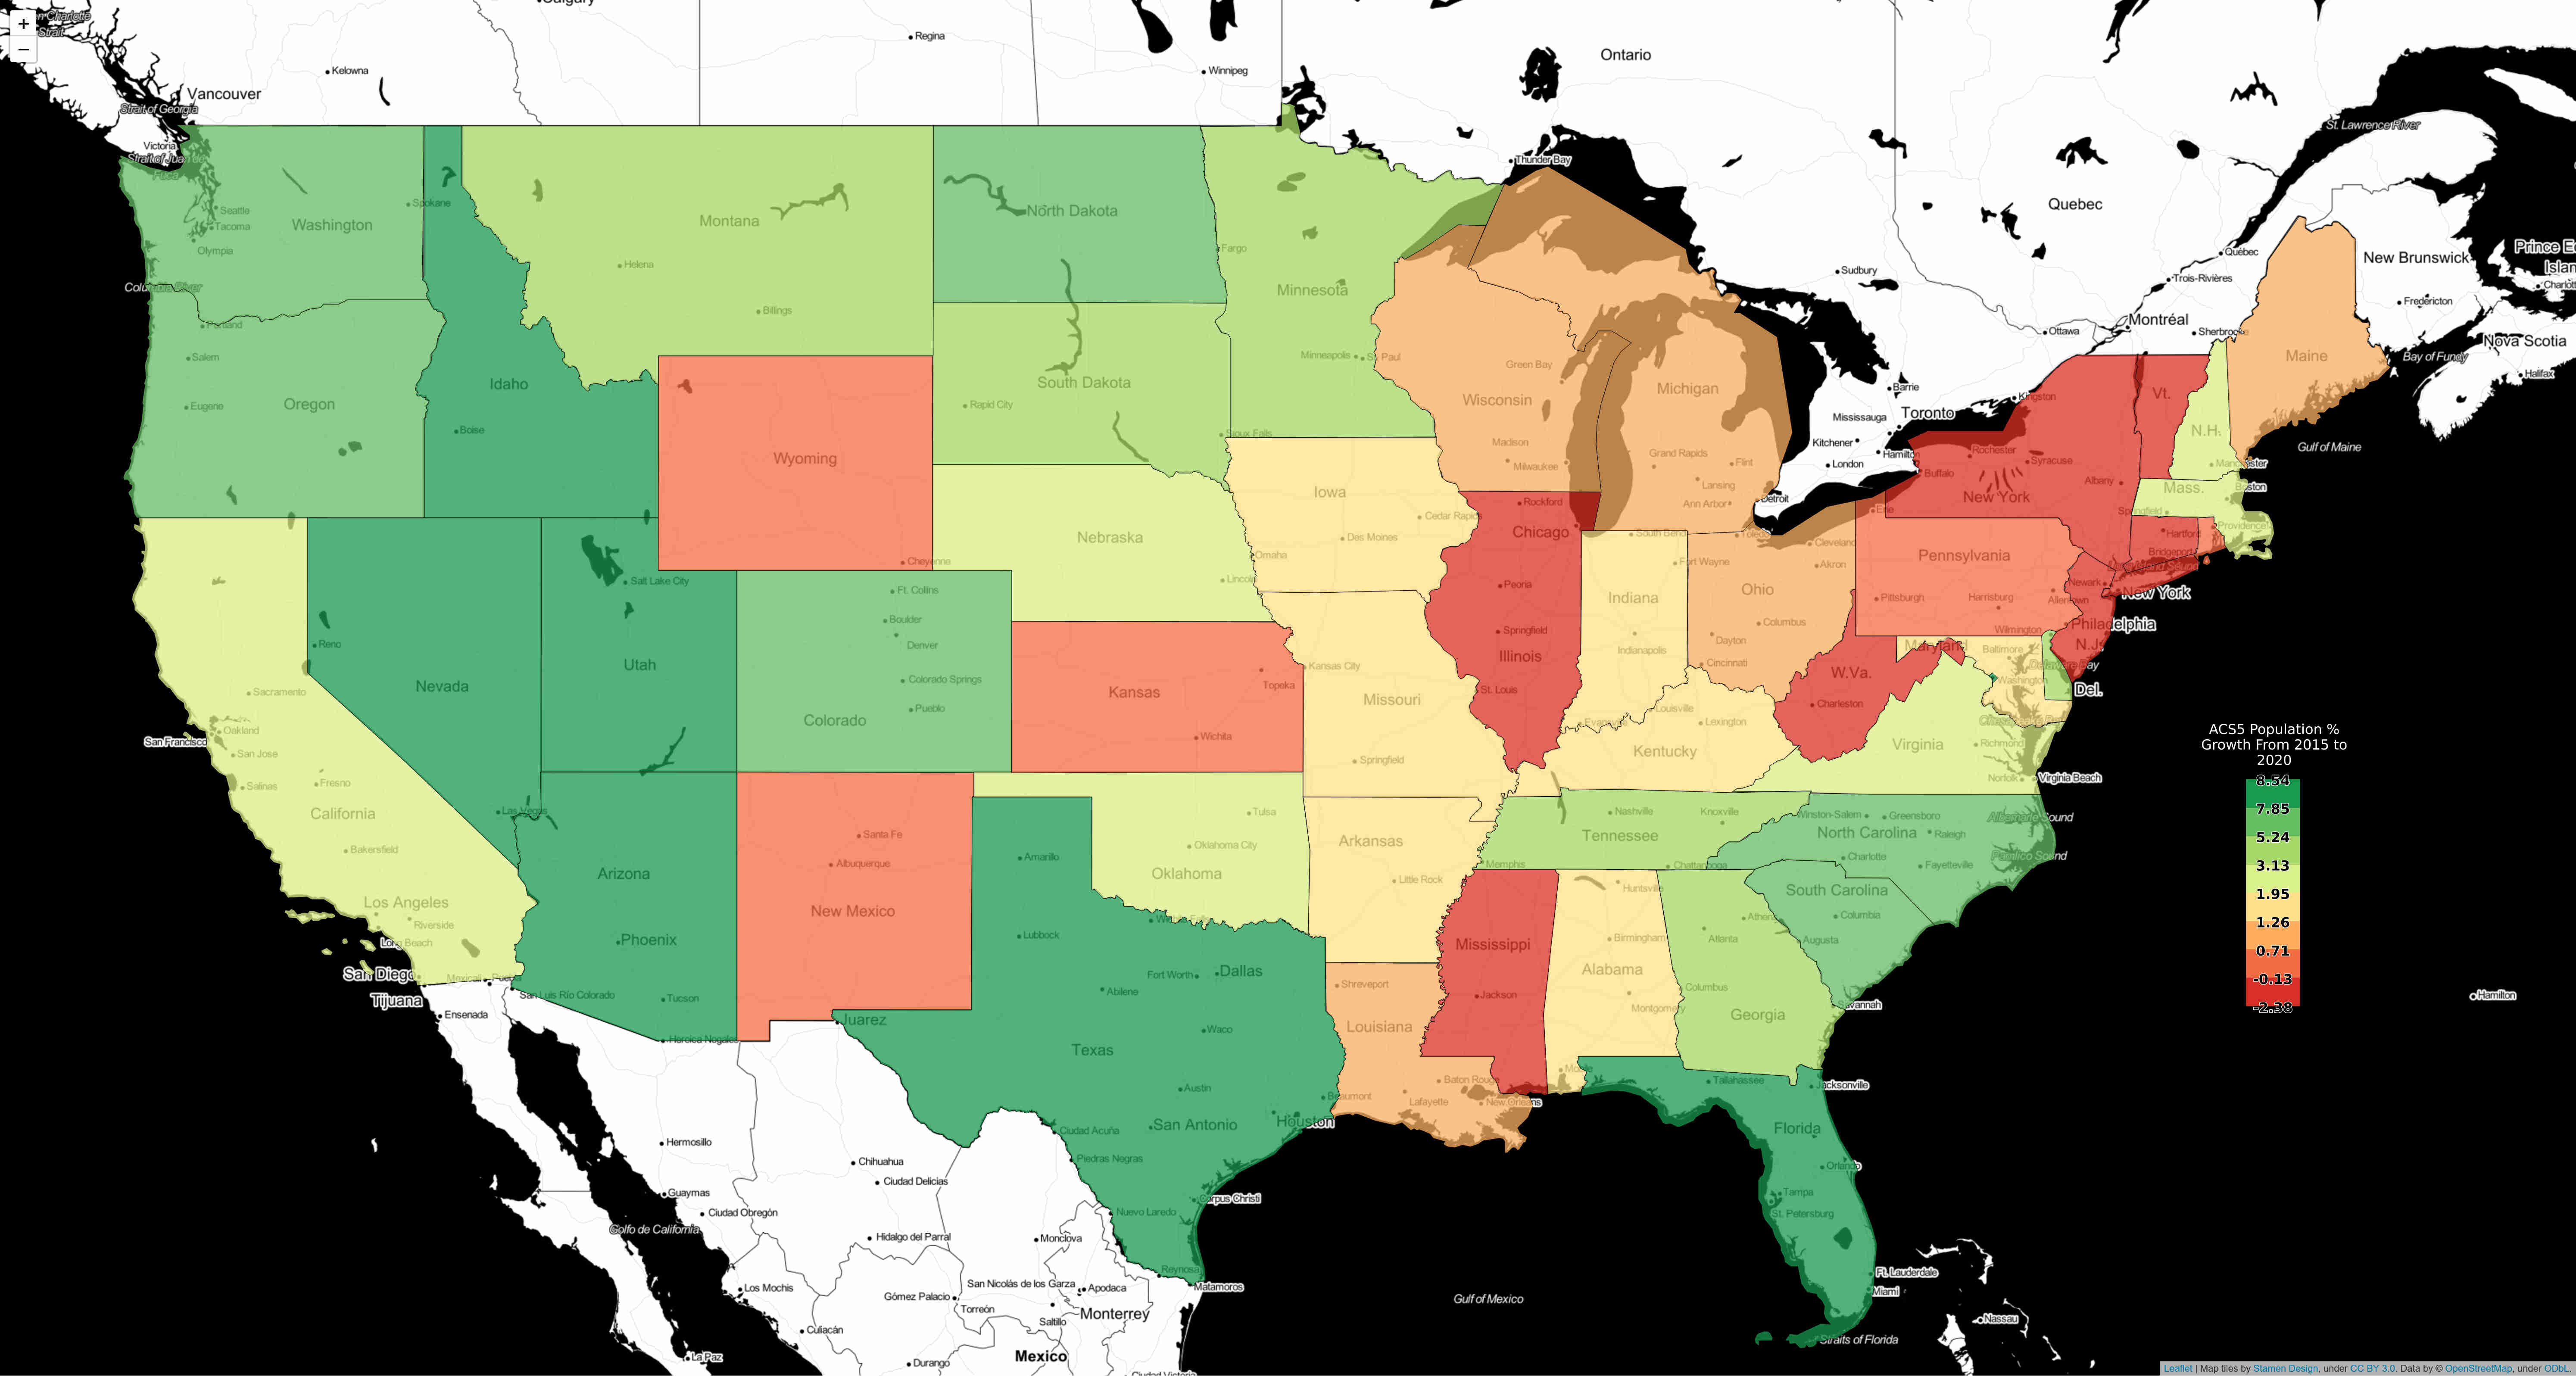 Calgary
+
−
Regina
Ontario
Kelowna
Winnipeg
Vancouver
Strait of Georgia
St. Lawrence River
Victoria
Thunder Bay
Quebec
Seattle
Spokane
Washington
Tacoma
Olympia
Montana
North Dakota
Helena
Fargo
Sudbury
Québec
Trois-Rivières
New Brunswick
Prince E
Islan
Charlott
Columbia River
Minnesota
Billings
Fredericton
Portland
Montréal
Ottawa
Sherbrooke
Nova Scotia
Salem
Minneapolis
St. Paul
Green Bay
Maine
Bay of Fundy
Halifax
Idaho
South Dakota
Michigan
Barrie
Vt.
Kingston
Eugene
Oregon
Rapid City
Wisconsin
Mississauga
Toronto
Boise
Sioux Falls
Madison
Kitchener
N.H.
Gulf of Maine
Wyoming
Milwaukee
Grand Rapids
Flint
London
Hamilton
Rochester
Syracuse
Buffalo
Manchester
Lansing
Albany
Mass.
Boston
Iowa
Ann Arbor
Detroit
New York
Rockford
Erie
Springfield
Cedar Rapids
Chicago
Providence
Nebraska
Des Moines
South Bend
Toledo
Cleveland
Hartford
Omaha
Fort Wayne
Akron
Pennsylvania
Bridgeport
Cheyenne
Long Island Sound
Salt Lake City
Lincoln
Peoria
Newark
New York
Ft. Collins
Indiana
Ohio
Pittsburgh
Harrisburg
Allentown
Boulder
Columbus
Philadelphia
Reno
Denver
Springfield
Wilmington
Dayton
N.J.
Utah
Kansas City
Illinois
Indianapolis
Cincinnati
Maryland
Baltimore
Delaware Bay
Nevada
Colorado Springs
Topeka
Kansas
Missouri
St. Louis
W.Va.
Washington
Del.
Sacramento
Pueblo
Charleston
Colorado
Evansville
Louisville
Lexington
Oakland
San Francisco
Wichita
Kentucky
Virginia
Richmond
ACS5 Population %
Growth From 2015 to
2020
San Jose
Springfield
Norfolk
Virginia Beach
Salinas
Fresno
8.54
7.85
5.24
3.13
1.95
1.26
0.71
-0.13
-2.38
California
Las Vegas
Tulsa
Nashville
Knoxville
Winston-Salem
Greensboro
Albemarle Sound
Santa Fe
Arkansas
Tennessee
North Carolina
Raleigh
Bakersfield
Albuquerque
Amarillo
Oklahoma City
Memphis
Chattanooga
Charlotte
Fayetteville
Pamlico Sound
Arizona
Oklahoma
Little Rock
Huntsville
South Carolina
Los Angeles
New Mexico
Wichita Falls
Athens
Columbia
Riverside
Long Beach
Phoenix
Lubbock
Mississippi
Birmingham
Atlanta
Augusta
San Diego
Mexicali
Fort Worth
Dallas
Alabama
Tijuana
San Luis Río Colorado
Tucson
Abilene
Shreveport
Jackson
Columbus
Montgomery
Savannah
Hamilton
Ensenada
Juarez
Waco
Louisiana
Georgia
Heroica Nogales
Texas
Mobile
Austin
Baton Rouge
Tallahassee
Jacksonville
Beaumont
Lafayette
New Orleans
Houston
San Antonio
Ciudad Acuña
Florida
Hermosillo
Chihuahua
Piedras Negras
Orlando
Ciudad Delicias
Guaymas
Corpus Christi
Tampa
Ciudad Obregón
Nuevo Laredo
St. Petersburg
Golfo de California
Hidalgo del Parral
Monclova
Reynosa
Ft. Lauderdale
Los Mochis
San Nicolás de los Garza
Apodaca
Matamoros
Miami
Gómez Palacio
Torreón
Gulf of Mexico
Monterrey
Saltillo
Nassau
Culiacán
Straits of Florida
La Paz
Durango
Mexico
Ciudad Victoria
Leaflet | Map tiles by Stamen Design, under CC BY 3.0. Data by © OpenStreetMap, under ODbL.